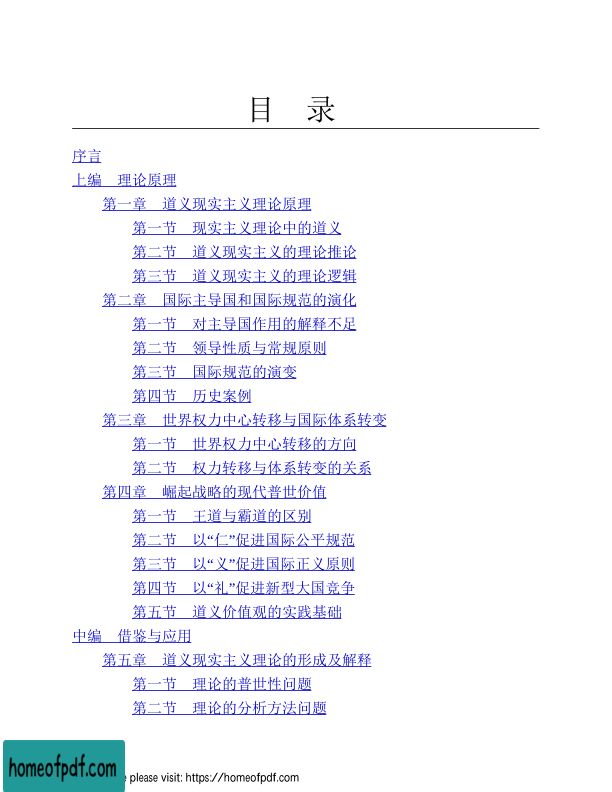 目 录
序言
上编 理论原理
第一章 道义现实主义理论原理
第一节 现实主义理论中的道义
第二节 道义现实主义的理论推论
第三节 道义现实主义的理论逻辑
第二章 国际主导国和国际规范的演化
第一节 对主导国作用的解释不足
第二节 领导性质与常规原则
第三节 国际规范的演变
第四节 历史案例
第三章 世界权力中心转移与国际体系转变
第一节 世界权力中心转移的方向
第二节 权力转移与体系转变的关系
第四章 崛起战略的现代普世价值
第一节 王道与霸道的区别
第二节 以“仁”促进国际公平规范
第三节 以“义”促进国际正义原则
第四节 以“礼”促进新型大国竞争
第五节 道义价值观的实践基础
中编 借鉴与应用
第五章 道义现实主义理论的形成及解释
第一节 理论的普世性问题
第二节 理论的分析方法问题
homeofpdf.com
please visit: https://homeofpdf.com